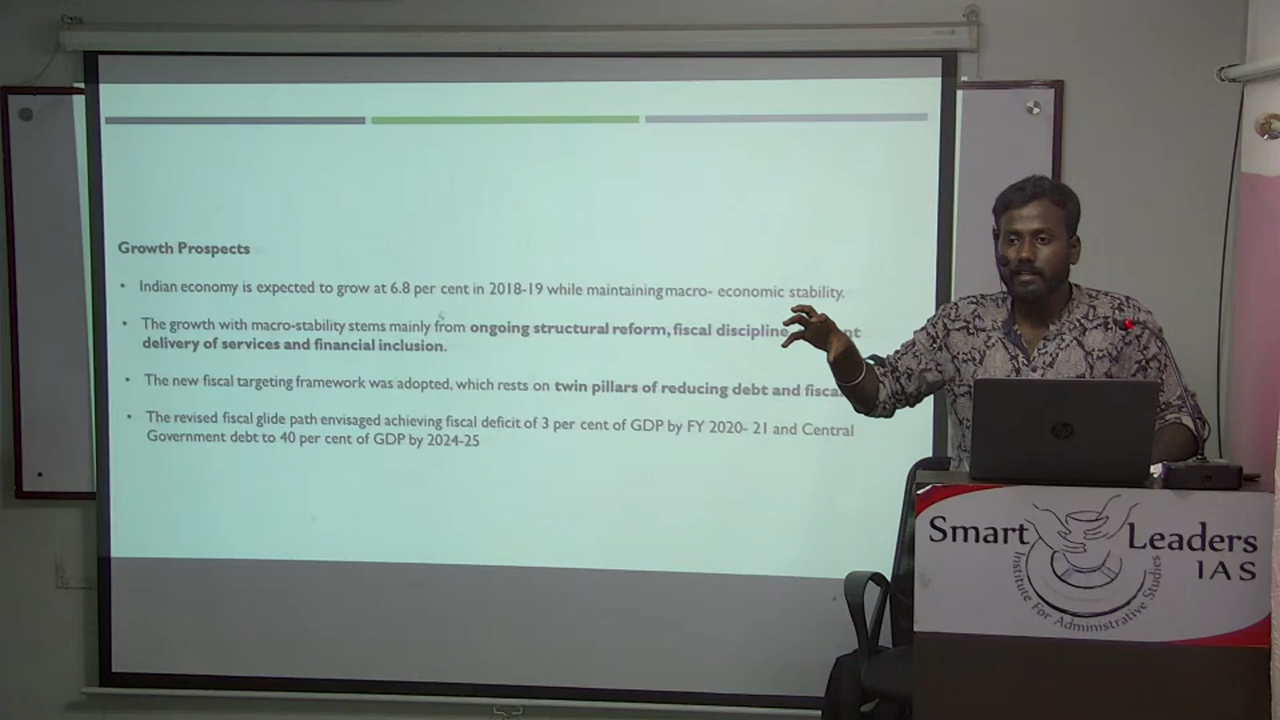 Growth Prospects
• Indian economy is expected to grow at 6.8 per cent in 2018-19 while maintaining macro- economic stability.
• The growth with macro-stability stems mainly from ongoing structural reform, fiscal discipline
delivery of services and financial inclusion.
• The new fiscal targeting framework was adopted, which rests on twin pillars of reducing debt and
• The revised fiscal glide path envisaged achieving fiscal deficit of 3 per cent of GDP by FY 2020- 21 and Central
Government debt to 40 per cent of GDP by 2024-25
hp
Smart Leaders
IAS
Institute For Administrative Studies